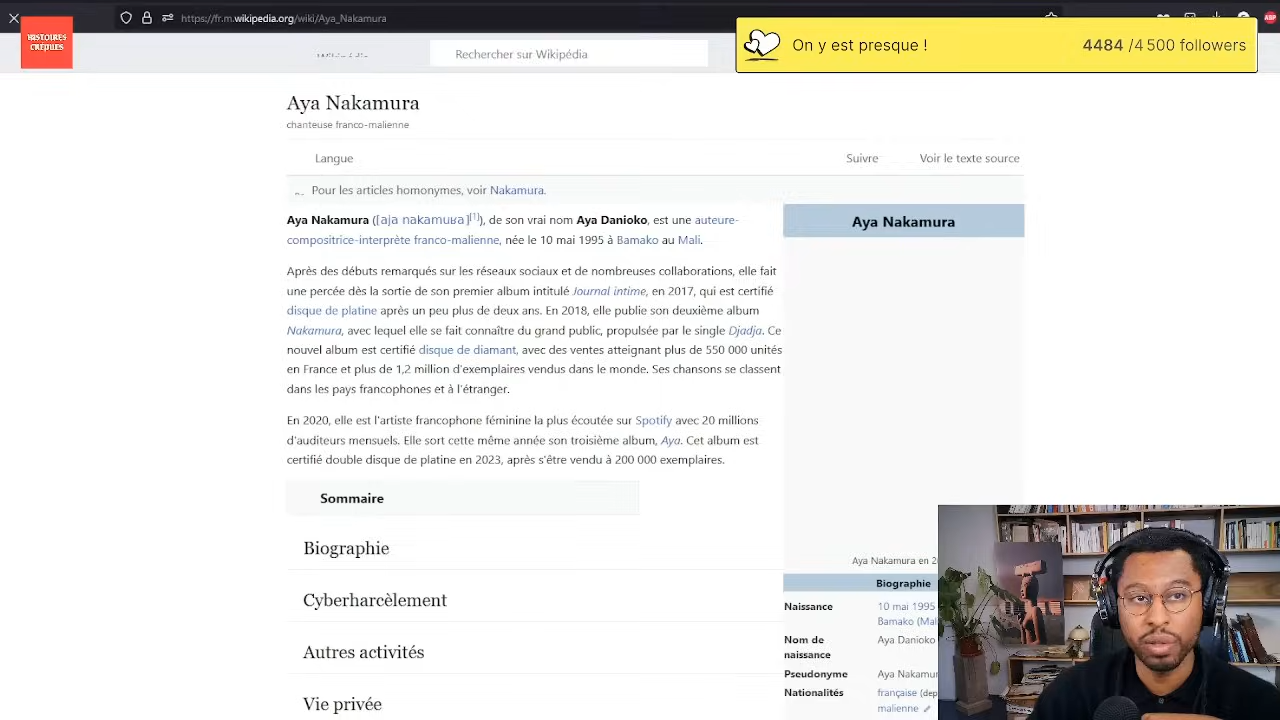 https://fr.m.wikipedia.org/wiki/Aya_Nakamura
HISTOIRES
CRÉPUES
Wikipédia
Rechercher sur Wikipédia
On y est presque !
4484 /4 500 followers
Aya Nakamura
chanteuse franco-malienne
Langue
Suivre
Voir le texte source
Pour les articles homonymes, voir Nakamura.
Aya Nakamura ([aja nakamuʁa][1]), de son vrai nom Aya Danioko, est une auteure-
compositrice-interprète franco-malienne, née le 10 mai 1995 à Bamako au Mali.
Après des débuts remarqués sur les réseaux sociaux et de nombreuses collaborations, elle fait
une percée dès la sortie de son premier album intitulé Journal intime, en 2017, qui est certifié
disque de platine après un peu plus de deux ans. En 2018, elle publie son deuxième album
Nakamura, avec lequel elle se fait connaître du grand public, propulsée par le single Djadja. Ce
nouvel album est certifié disque de diamant, avec des ventes atteignant plus de 550 000 unités
en France et plus de 1,2 million d'exemplaires vendus dans le monde. Ses chansons se classent
dans les pays francophones et à l'étranger.
En 2020, elle est l'artiste francophone féminine la plus écoutée sur Spotify avec 20 millions
d'auditeurs mensuels. Elle sort cette même année son troisième album, Aya. Cet album est
certifié double disque de platine en 2023, après s'être vendu à 200 000 exemplaires.
Sommaire
Biographie
Cyberharcèlement
Autres activités
Vie privée
Aya Nakamura
Aya Nakamura en 2
Biographie
Naissance
10 mai 1995
Bamako (Mal
Nom de
naissance
Aya Danioko
Pseudonyme
Aya Nakamur
Nationalités
française (dep
malienne